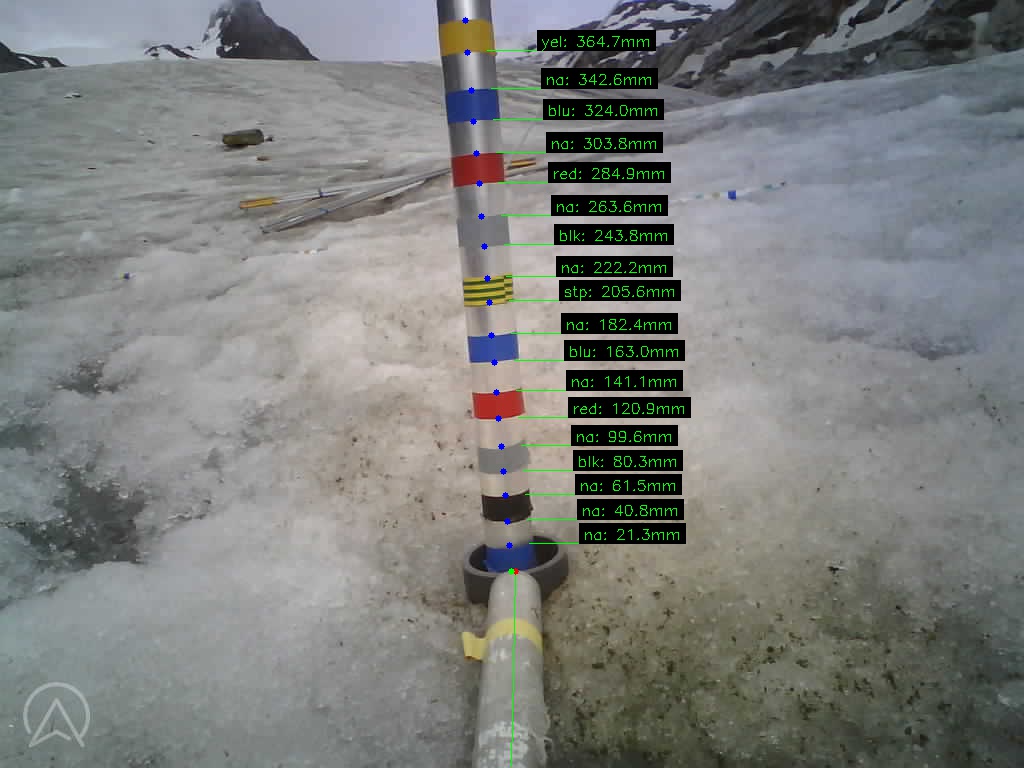 yel: 364.7mm
na: 342.6mm
blu: 324.0mm
na: 303.8mm
red: 284.9mm
na: 263.6mm
blk: 243.8mm
na: 222.2mm
stp: 205.6mm
na: 182.4mm
blu: 163.0mm
na: 141.1mm
red: 120.9mm
na: 99.6mm
blk: 80.3mm
na: 61.5mm
na: 40.8mm
na: 21.3mm